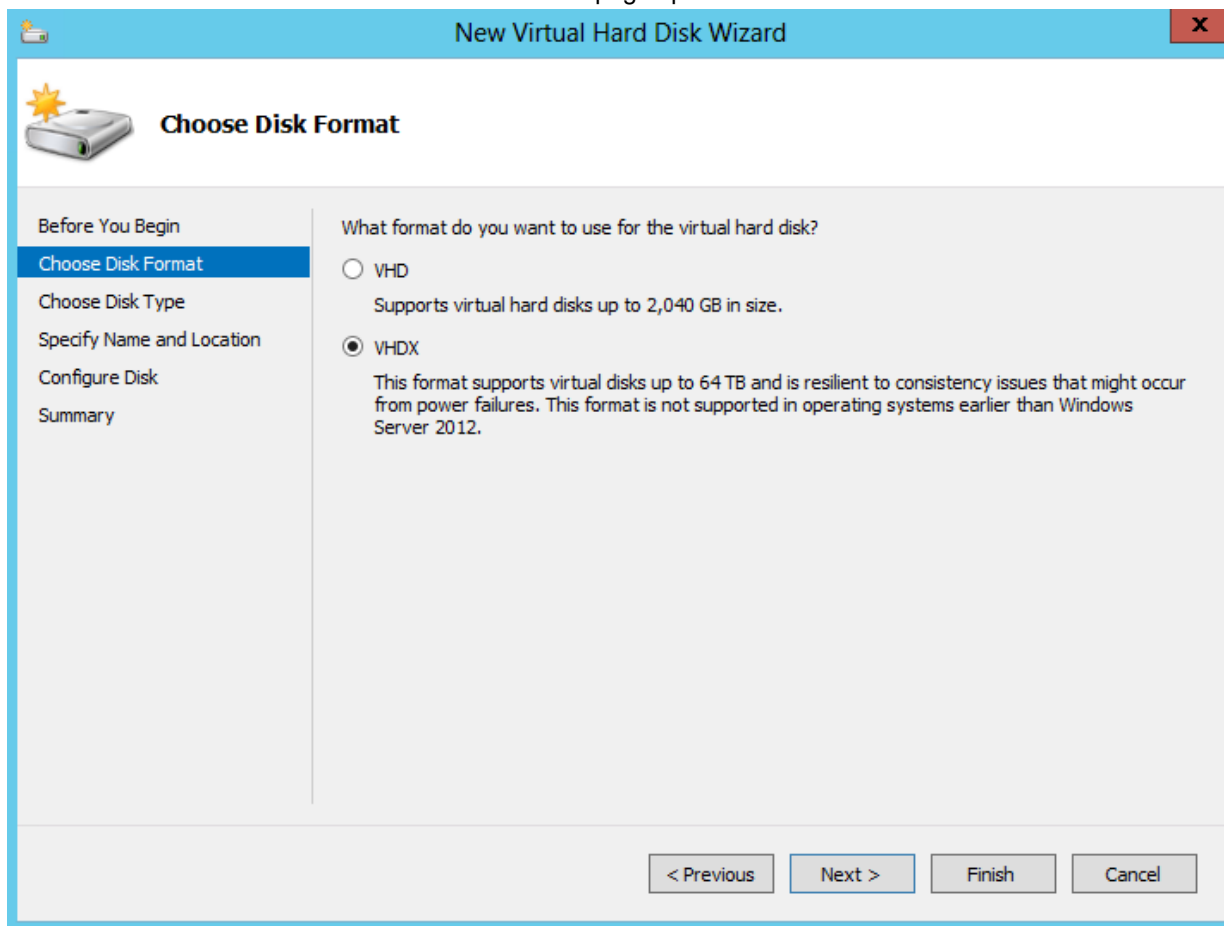 New Virtual Hard Disk Wizard
x
Choose Disk Format
Before You Begin
Choose Disk Format
Choose Disk Type
Specify Name and Location
Configure Disk
Summary
What format do you want to use for the virtual hard disk?
VHD
Supports virtual hard disks up to 2,040 GB in size.
VHDX
This format supports virtual disks up to 64 TB and is resilient to consistency issues that might occur
from power failures. This format is not supported in operating systems earlier than Windows
Server 2012.
< Previous
Next >
Finish
Cancel